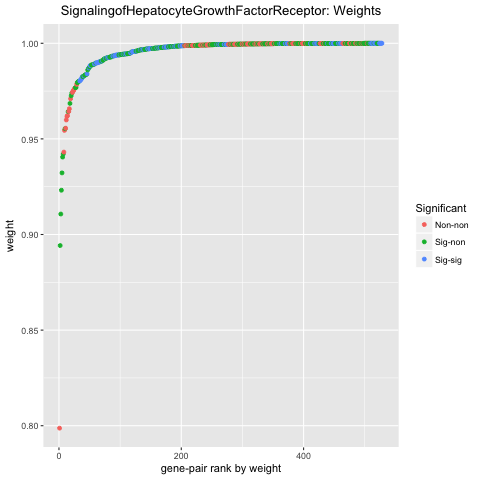 SignalingofHepatocyteGrowthFactorReceptor: Weights
1.00
0.95
0.90
0.85
0.80
weight
0
200
400
gene-pair rank by weight
Significant
Non-non
Sig-non
Sig-sig